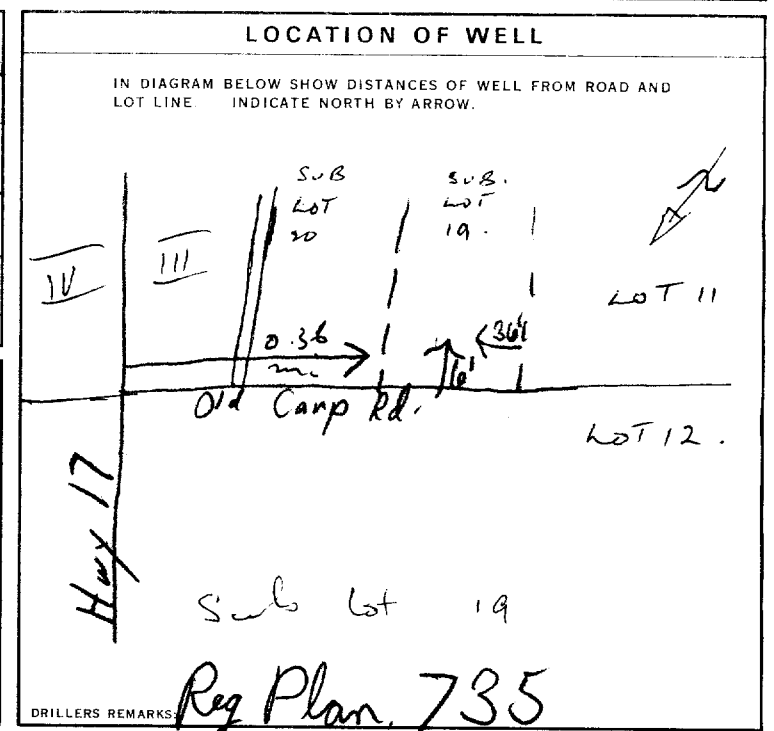 LOCATION OF WELL
IN DIAGRAM BELOW SHOW DISTANCES OF WELL FROM ROAD AND
LOT LINE. INDICATE NORTH BY ARROW.
SUB
LOT
20
SUB.
LOT
19.
N
IV
III
LOT 11
0.36
mi
36'
16'
Old Carp Rd.
LOT 12.
Hwy 17
Sub Lot 19
DRILLERS REMARKS: Reg Plan. 735